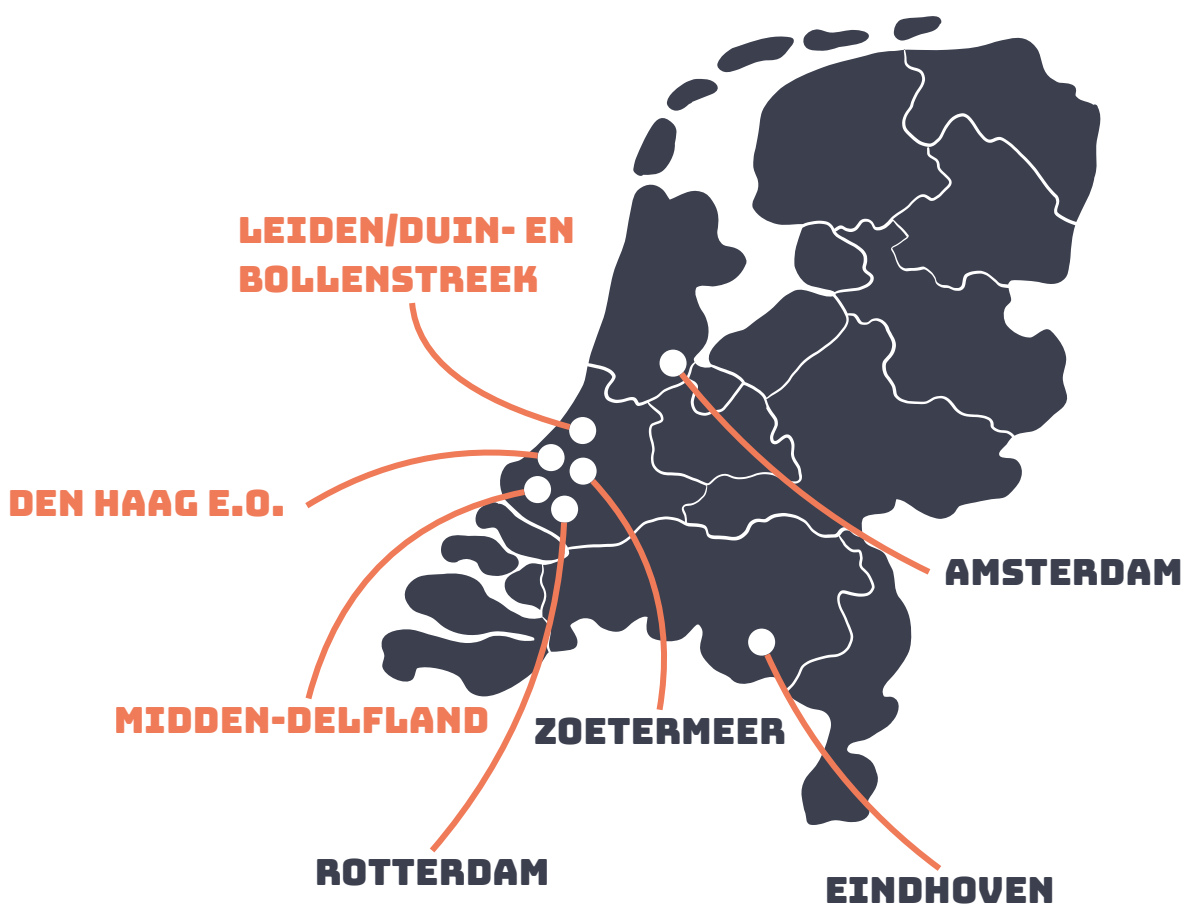 LEIDEN/DUIN- EN
BOLLENSTREEK
DEN HAAG E.O.
AMSTERDAM
MIDDEN-DELFLAND
ZOETERMEER
ROTTERDAM
EINDHOVEN